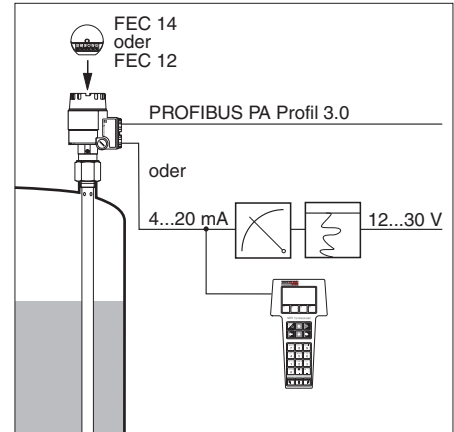 FEC 14
oder
FEC 12
PROFIBUS PA Profil 3.0
oder
4...20 mA
12...30 V